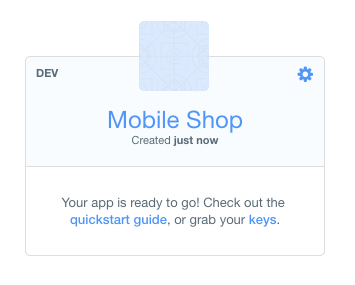 DEV
Mobile Shop
Created just now
Your app is ready to go! Check out the
quickstart guide, or grab your keys.